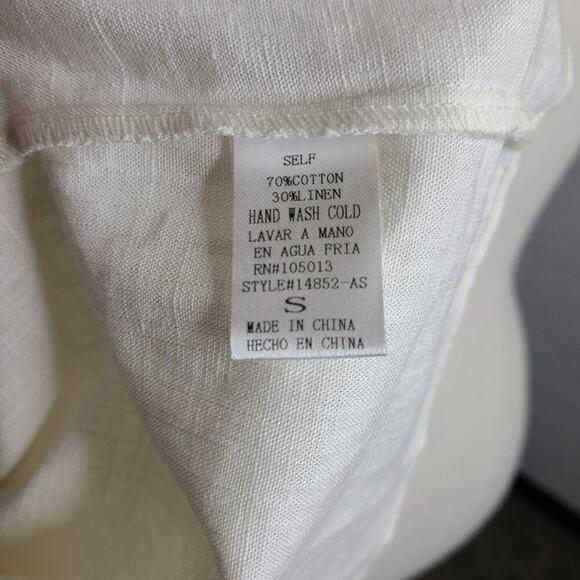 SELF
70%COTTON
30%LINEN
HAND WASH COLD
LAVAR A MANO
EN AGUA FRIA
RN#105013
STYLE#14852-AS
S
MADE IN CHINA
HECHO EN CHINA